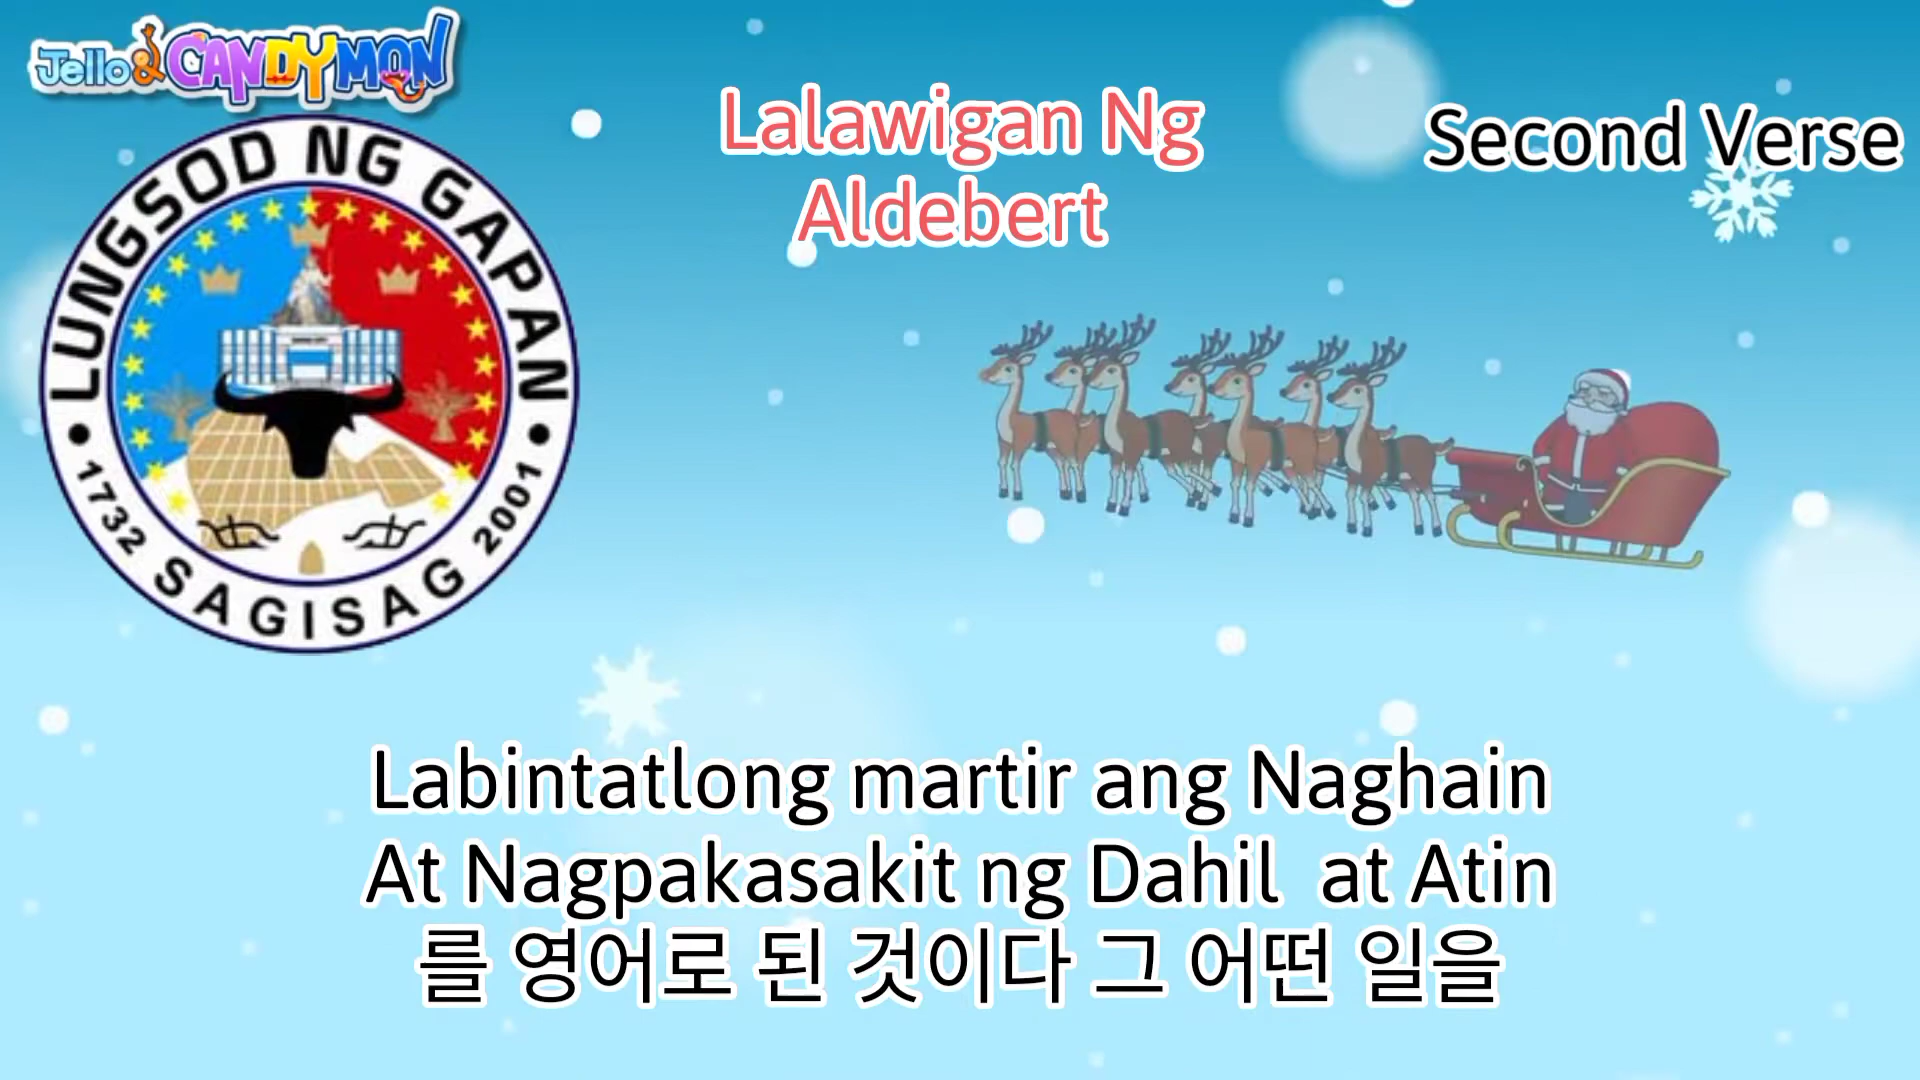 Jello & CANDYMON
Lalawigan Ng
Aldebert
Second Verse
LUNGSOD NG GAPAN
1732 SAGISAG 2001
Labintatlong martir ang Naghain
At Nagpakasakit ng Dahil at Atin
를 영어로 된 것이다 그 어떤 일을